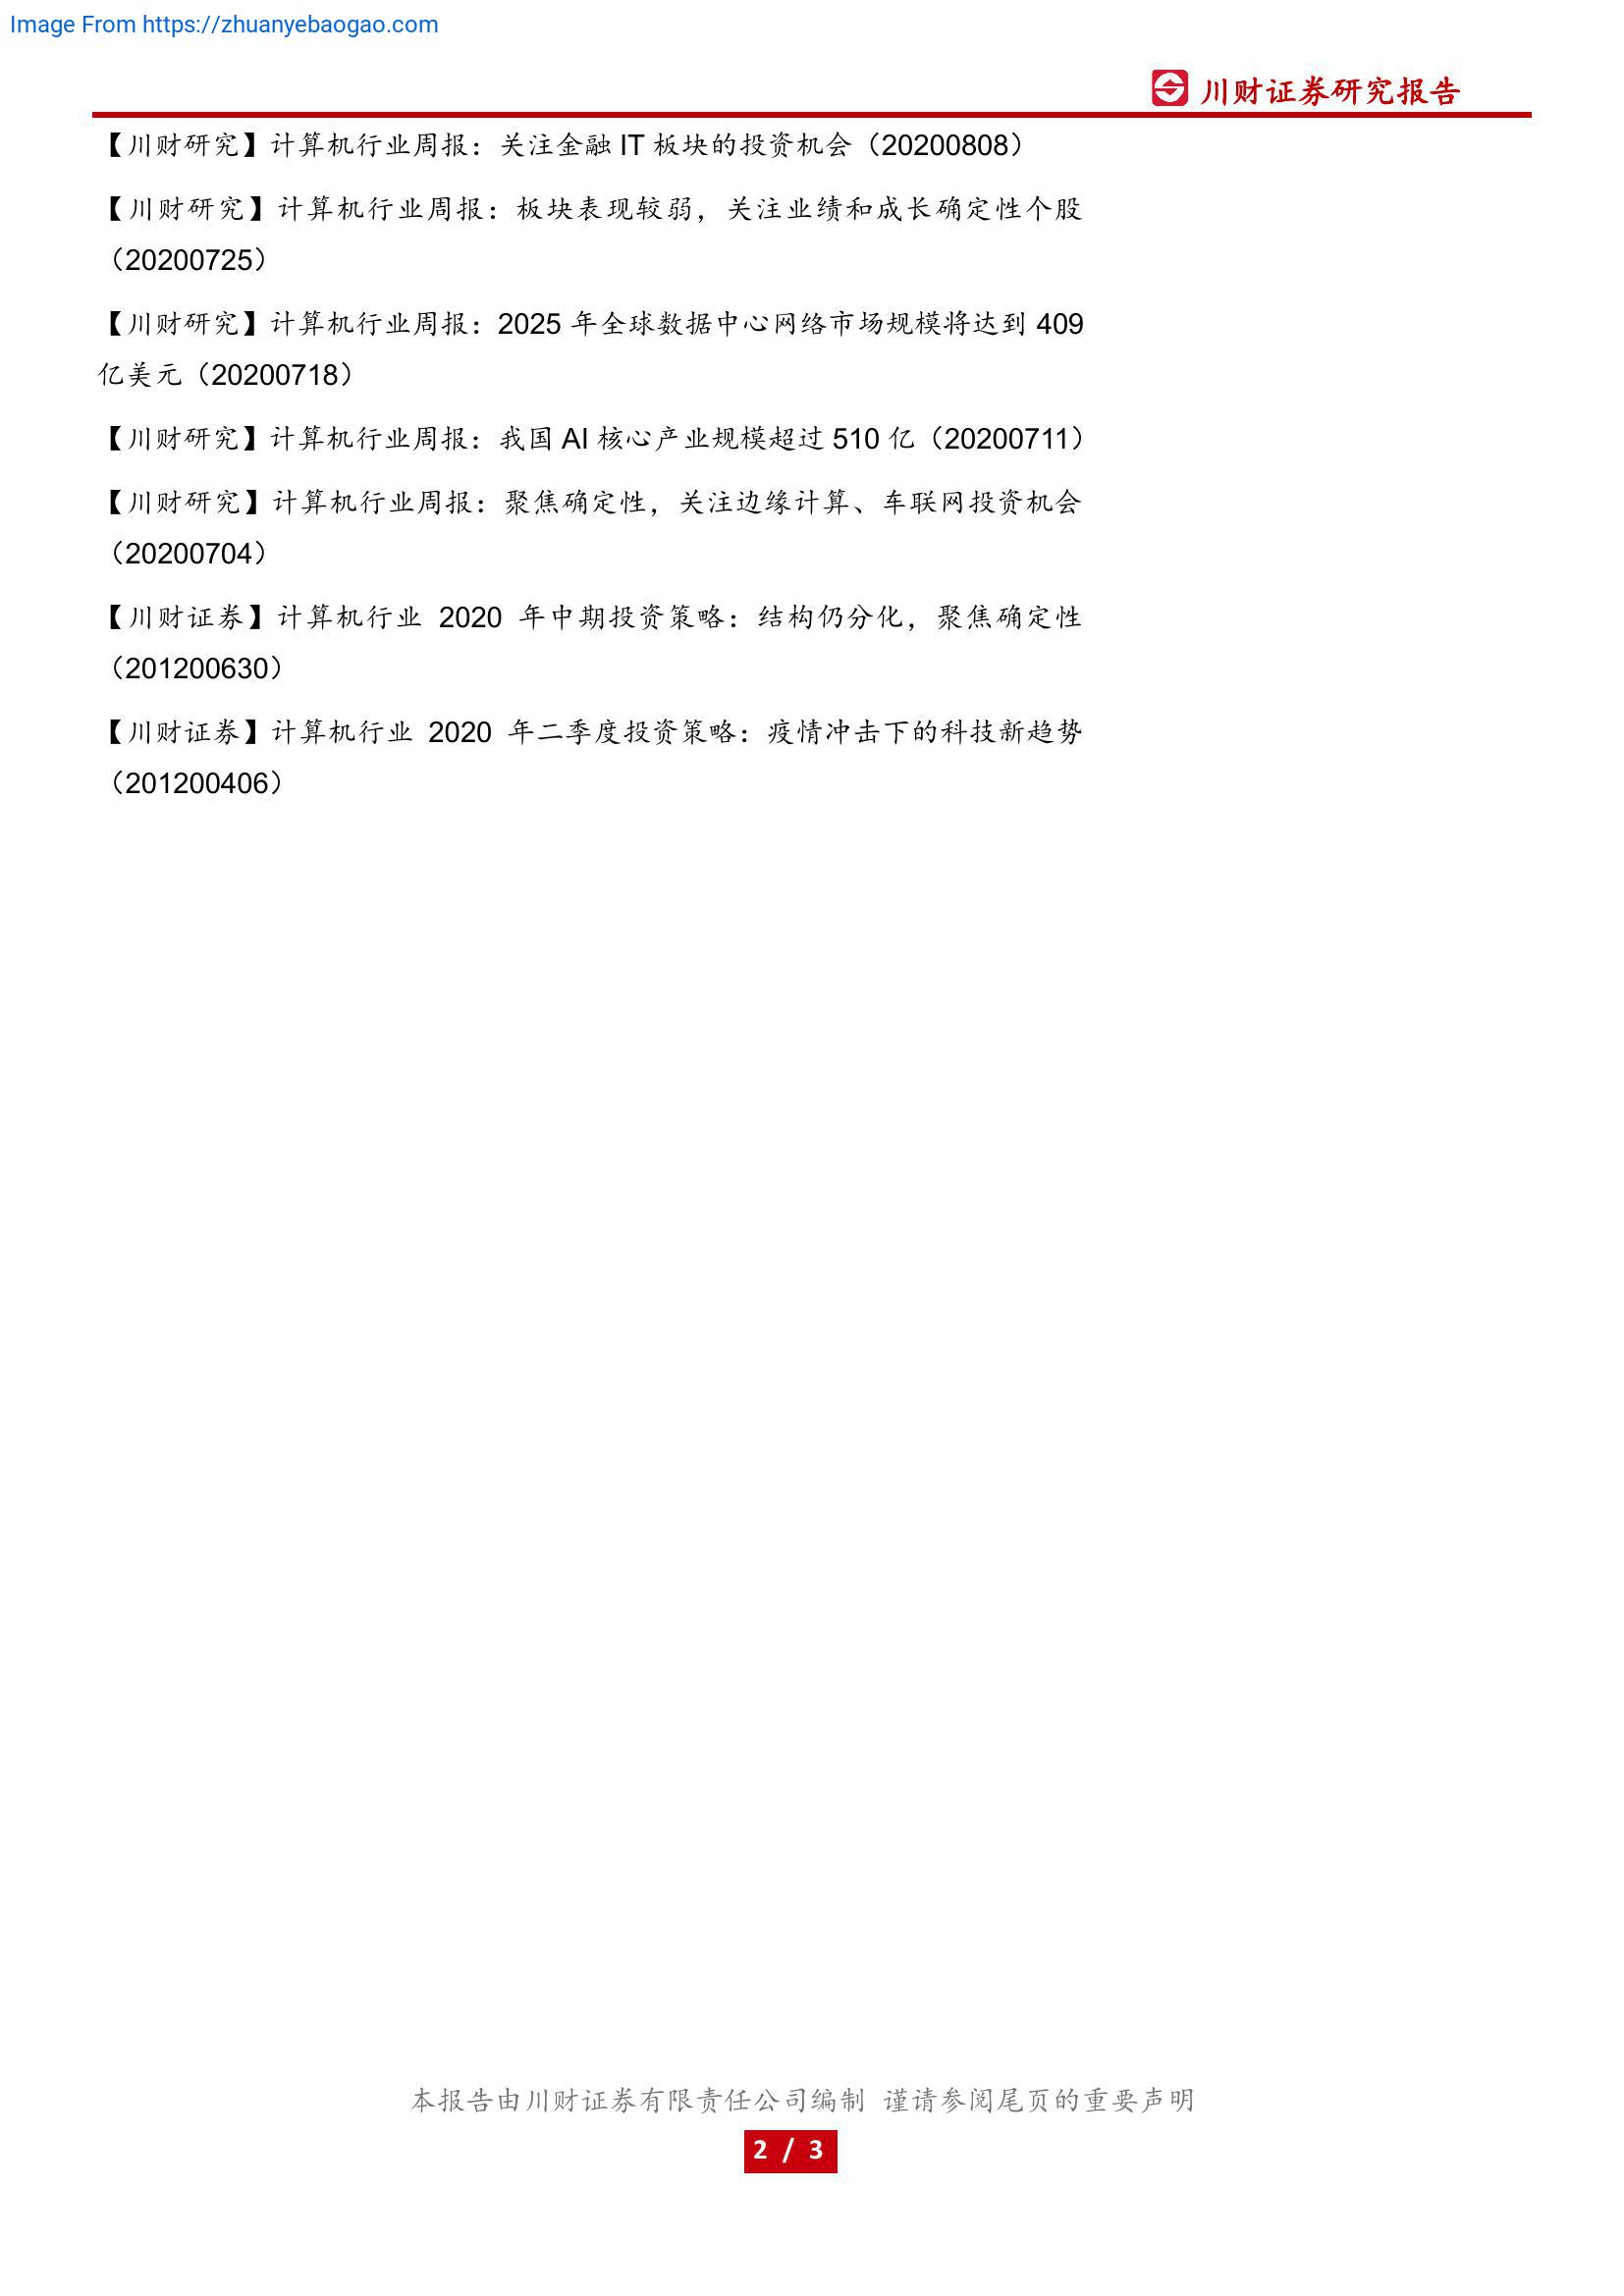 Image From https://zhuanyebaogao.com
川财证券研究报告
【川财研究】计算机行业周报：关注金融 IT 板块的投资机会（20200808）
【川财研究】计算机行业周报：板块表现较弱，关注业绩和成长确定性个股
（20200725）
【川财研究】计算机行业周报：2025 年全球数据中心网络市场规模将达到 409
亿美元（20200718）
【川财研究】计算机行业周报：我国 AI 核心产业规模超过 510 亿（20200711）
【川财研究】计算机行业周报：聚焦确定性，关注边缘计算、车联网投资机会
（20200704）
【川财证券】计算机行业 2020 年中期投资策略：结构仍分化，聚焦确定性
（201200630）
【川财证券】计算机行业 2020 年二季度投资策略：疫情冲击下的科技新趋势
（201200406）
本报告由川财证券有限责任公司编制 谨请参阅尾页的重要声明
2 / 3